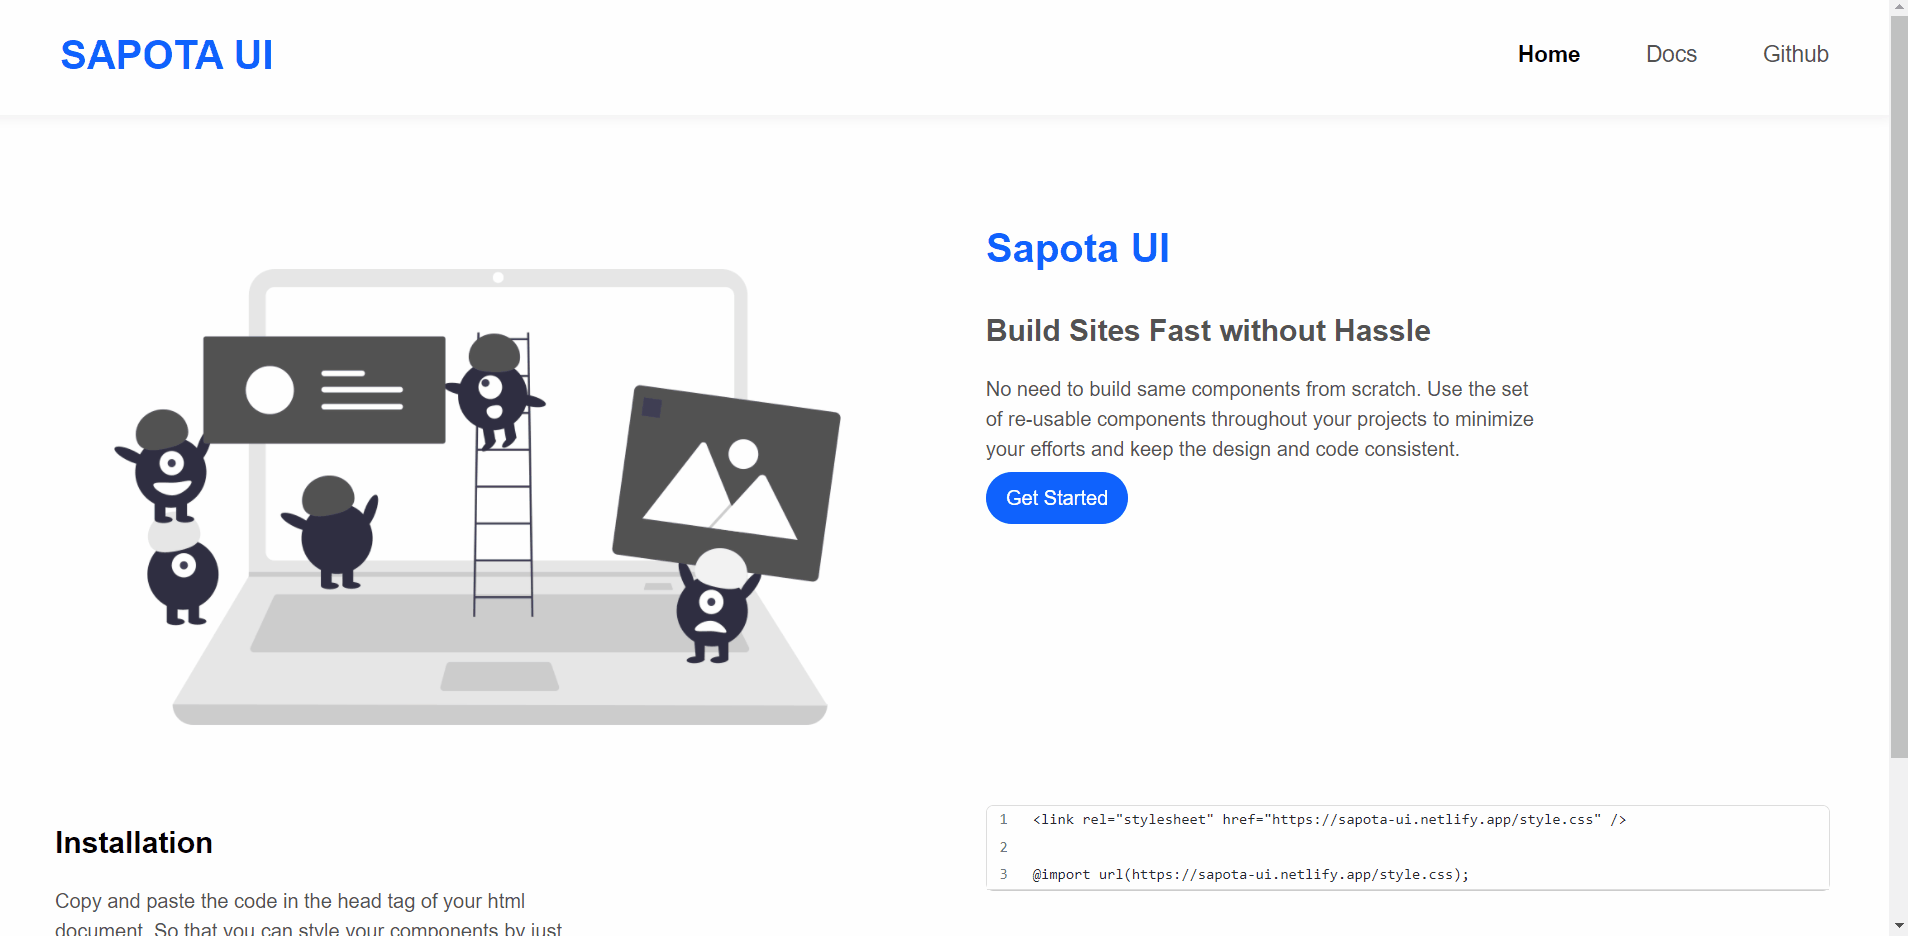 SAPOTA UI
Home
Docs
Github
Sapota UI
Build Sites Fast without Hassle
No need to build same components from scratch. Use the set
of re-usable components throughout your projects to minimize
your efforts and keep the design and code consistent.
Get Started
Installation
Copy and paste the code in the head tag of your html
document. So that you can style your components by just
1 <link rel="stylesheet" href="https://sapota-ui.netlify.app/style.css" />
2
3 @import url(https://sapota-ui.netlify.app/style.css);